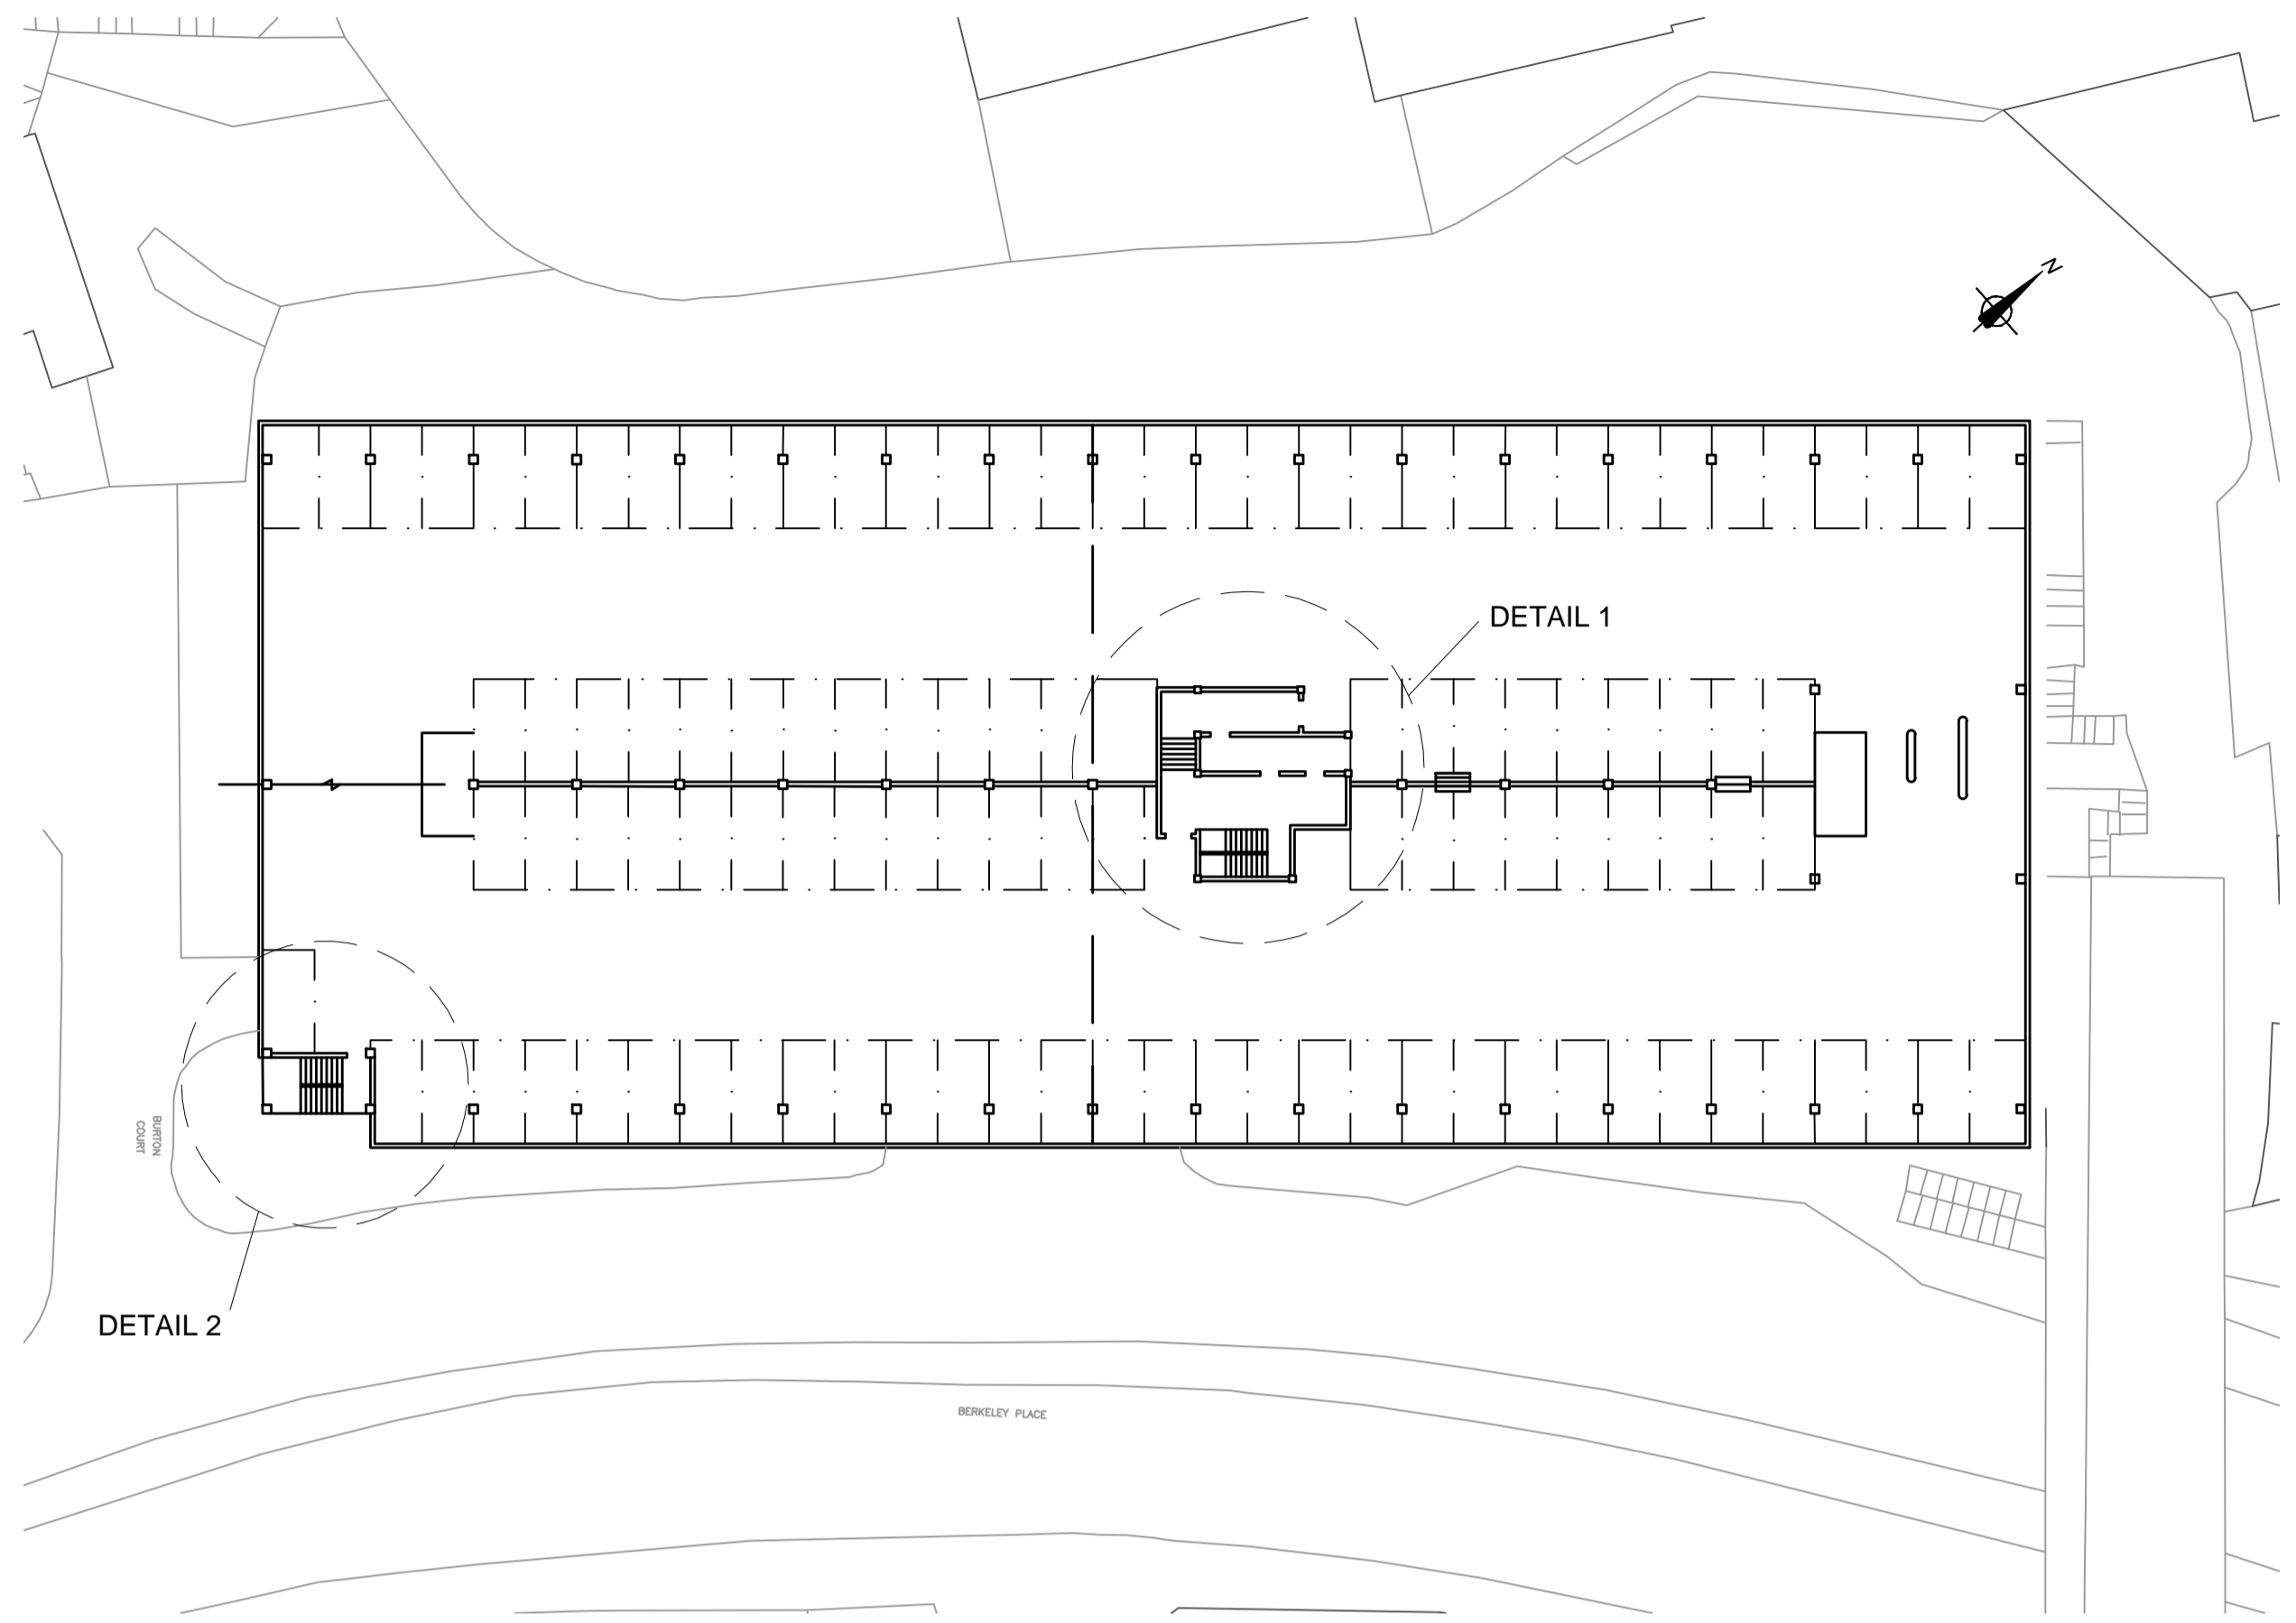 N
DETAIL 1
BURTON
COURT
DETAIL 2
BERKELEY PLACE